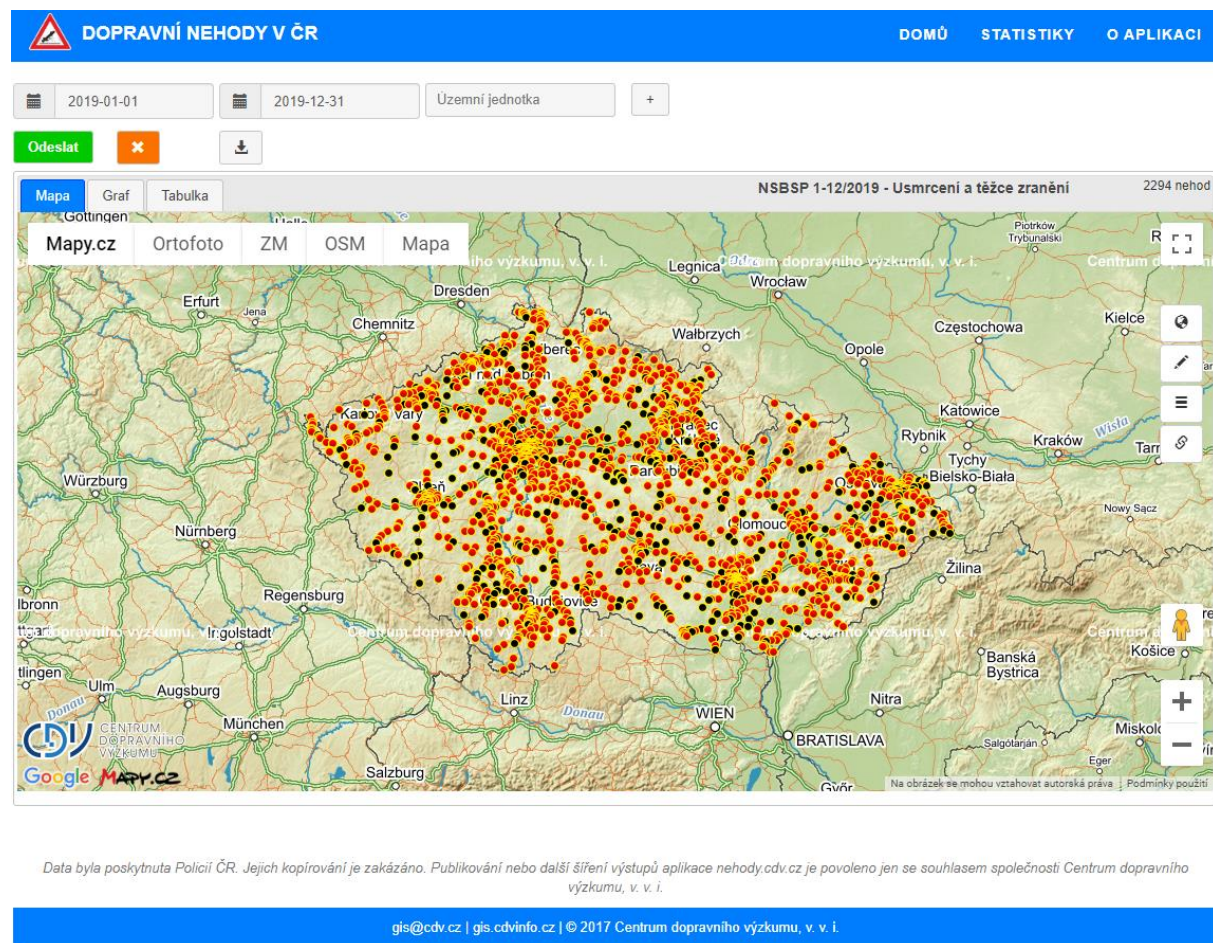 DOPRAVNÍ NEHODY V ČR
DOMŮ STATISTIKY O APLIKACI
2019-01-01 2019-12-31 Územní jednotka +
Odeslat
Mapa Graf Tabulka NSBSP 1-12/2019 - Usmrcení a těžce zranění 2294 nehod
Göttingen
Mapy.cz Ortofoto ZM OSM Mapa
Piotrków
Trybunalski
Legnica
Wrocław
Dresden
Erfurt
Jena
Chemnitz
Kielce
Wałbrzych
Częstochowa
Opole
Katowice
Rybnik
Kraków
Wisła
Tychy
Bielsko-Biała
Würzburg
Nowy Sącz
Nürnberg
Žilina
Regensburg
Ingolstadt
Banská
Bystrica
Košice
Ulm
Augsburg
Donau
Linz
Donau
WIEN
Nitra
München
BRATISLAVA
Salgótarján
Miskolc
Eger
CDV CENTRUM
DOPRAVNÍHO
VÝZKUMU
Google MAPY.CZ
Salzburg
Győr
Na obrázek se mohou vztahovat autorská práva Podmínky použití
Data byla poskytnuta Policií ČR. Jejich kopírování je zakázáno. Publikování nebo další šíření výstupů aplikace nehody.cdv.cz je povoleno jen se souhlasem společnosti Centrum dopravního
výzkumu, v. v. i.
gis@cdv.cz | gis.cdvinfo.cz | © 2017 Centrum dopravního výzkumu, v. v. i.